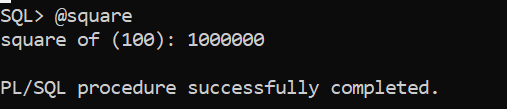 SQL> @square
square of (100): 1000000
PL/SQL procedure successfully completed.